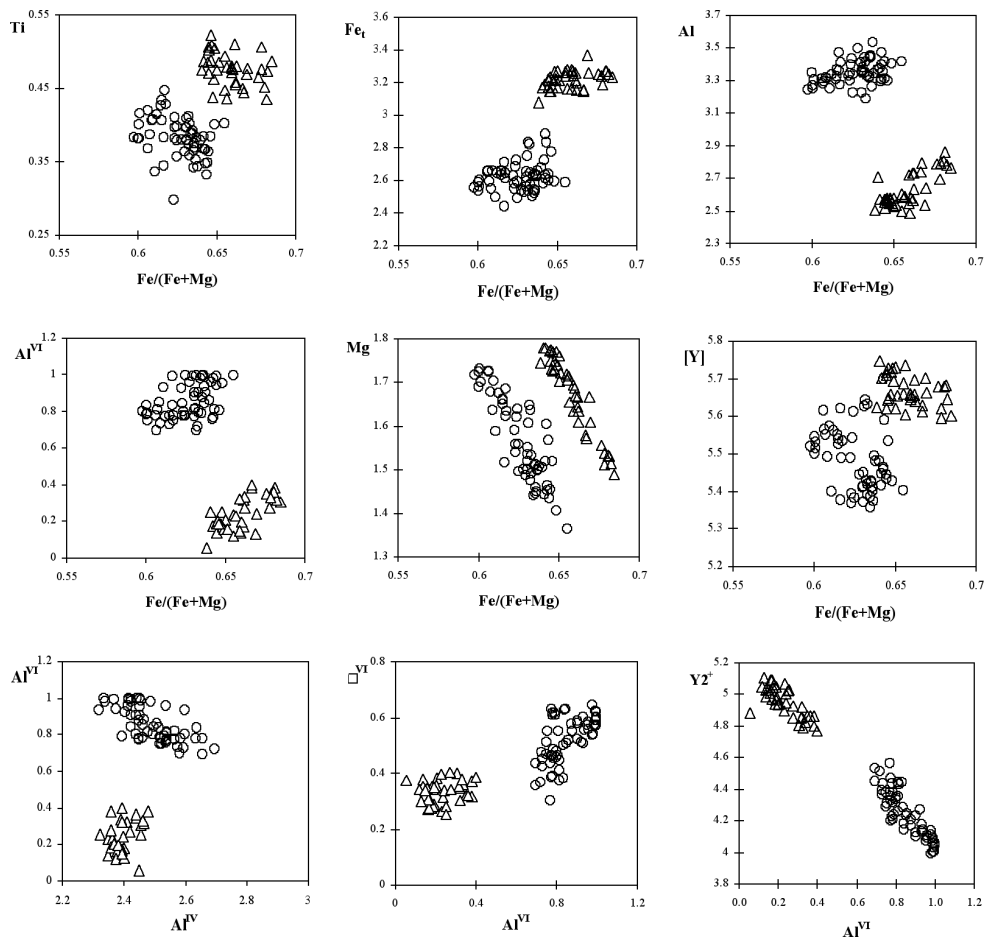 Ti
0.65
0.55
0.45
0.35
0.25
0.55 0.6 0.65 0.7
Fe/(Fe+Mg)
Feₜ
3.6
3.4
3.2
3.0
2.8
2.6
2.4
2.2
0.55 0.6 0.65 0.7
Fe/(Fe+Mg)
Al
3.7
3.5
3.3
3.1
2.9
2.7
2.5
2.3
0.55 0.6 0.65 0.7
Fe/(Fe+Mg)
Alⱽᴵ
1.2
1
0.8
0.6
0.4
0.2
0
0.55 0.6 0.65 0.7
Fe/(Fe+Mg)
Mg
1.8
1.7
1.6
1.5
1.4
1.3
0.55 0.6 0.65 0.7
Fe/(Fe+Mg)
[Y]
5.8
5.7
5.6
5.5
5.4
5.3
5.2
0.55 0.6 0.65 0.7
Fe/(Fe+Mg)
Alⱽᴵ
1.2
1
0.8
0.6
0.4
0.2
0
2.2 2.4 2.6 2.8 3
Alᴵⱽ
□ⱽᴵ
0.8
0.6
0.4
0.2
0
0 0.2 0.4 0.6 0.8 1.0 1.2
Alⱽᴵ
Y2⁺
5.2
5
4.8
4.6
4.4
4.2
4
3.8
0.0 0.2 0.4 0.6 0.8 1.0 1.2
Alⱽᴵ